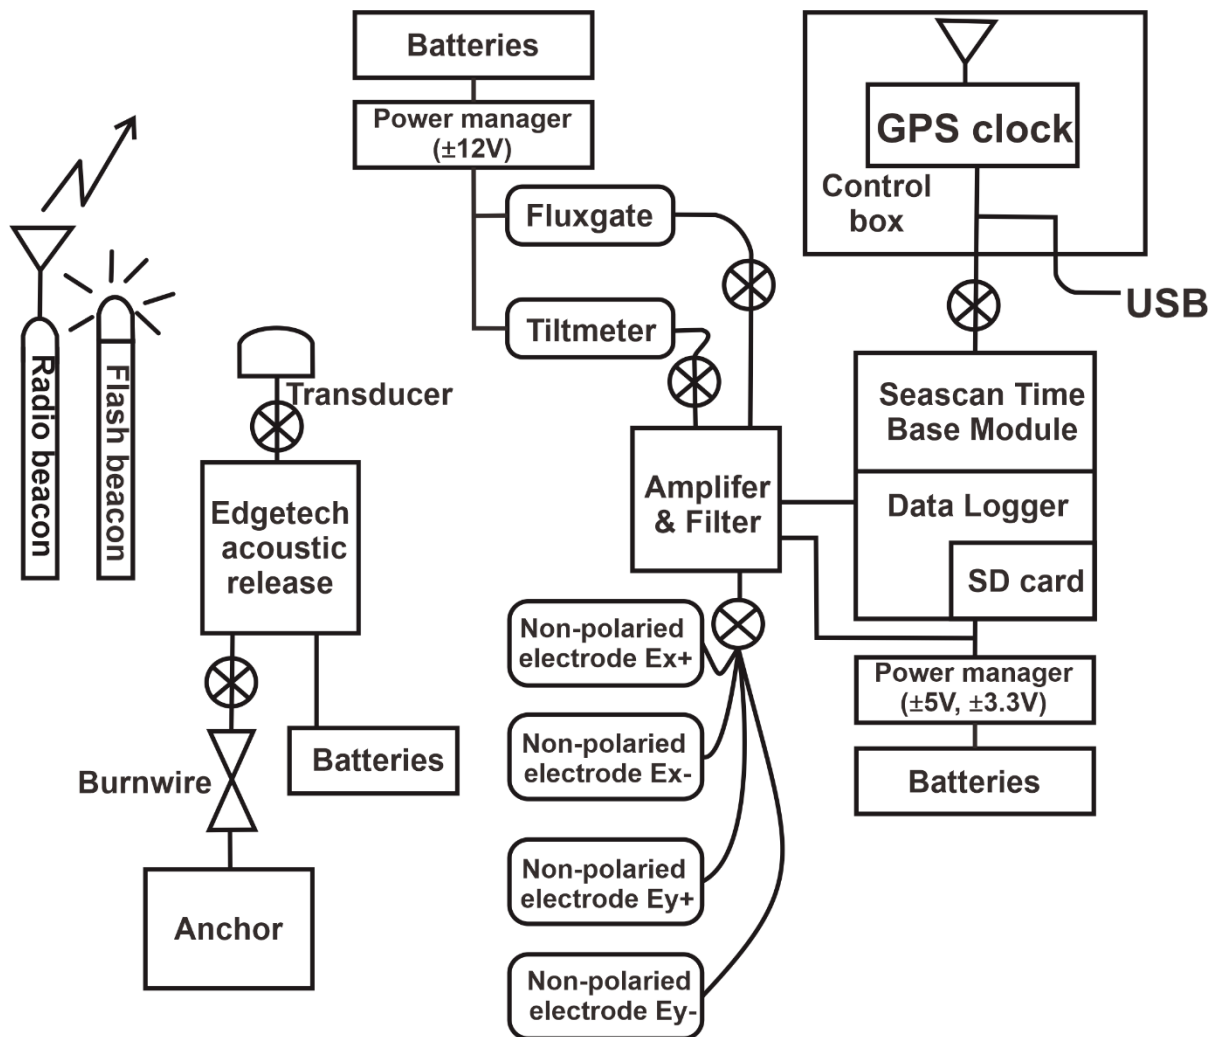 Batteries
Power manager
(±12V)
GPS clock
Control
box
Fluxgate
USB
Tiltmeter
Radio beacon
Flash beacon
Transducer
Seascan Time
Base Module
Edgetech
acoustic
release
Amplifer
& Filter
Data Logger
SD card
Non-polaried
electrode Ex+
Power manager
(±5V, ±3.3V)
Burnwire
Batteries
Non-polaried
electrode Ex-
Batteries
Non-polaried
electrode Ey+
Anchor
Non-polaried
electrode Ey-